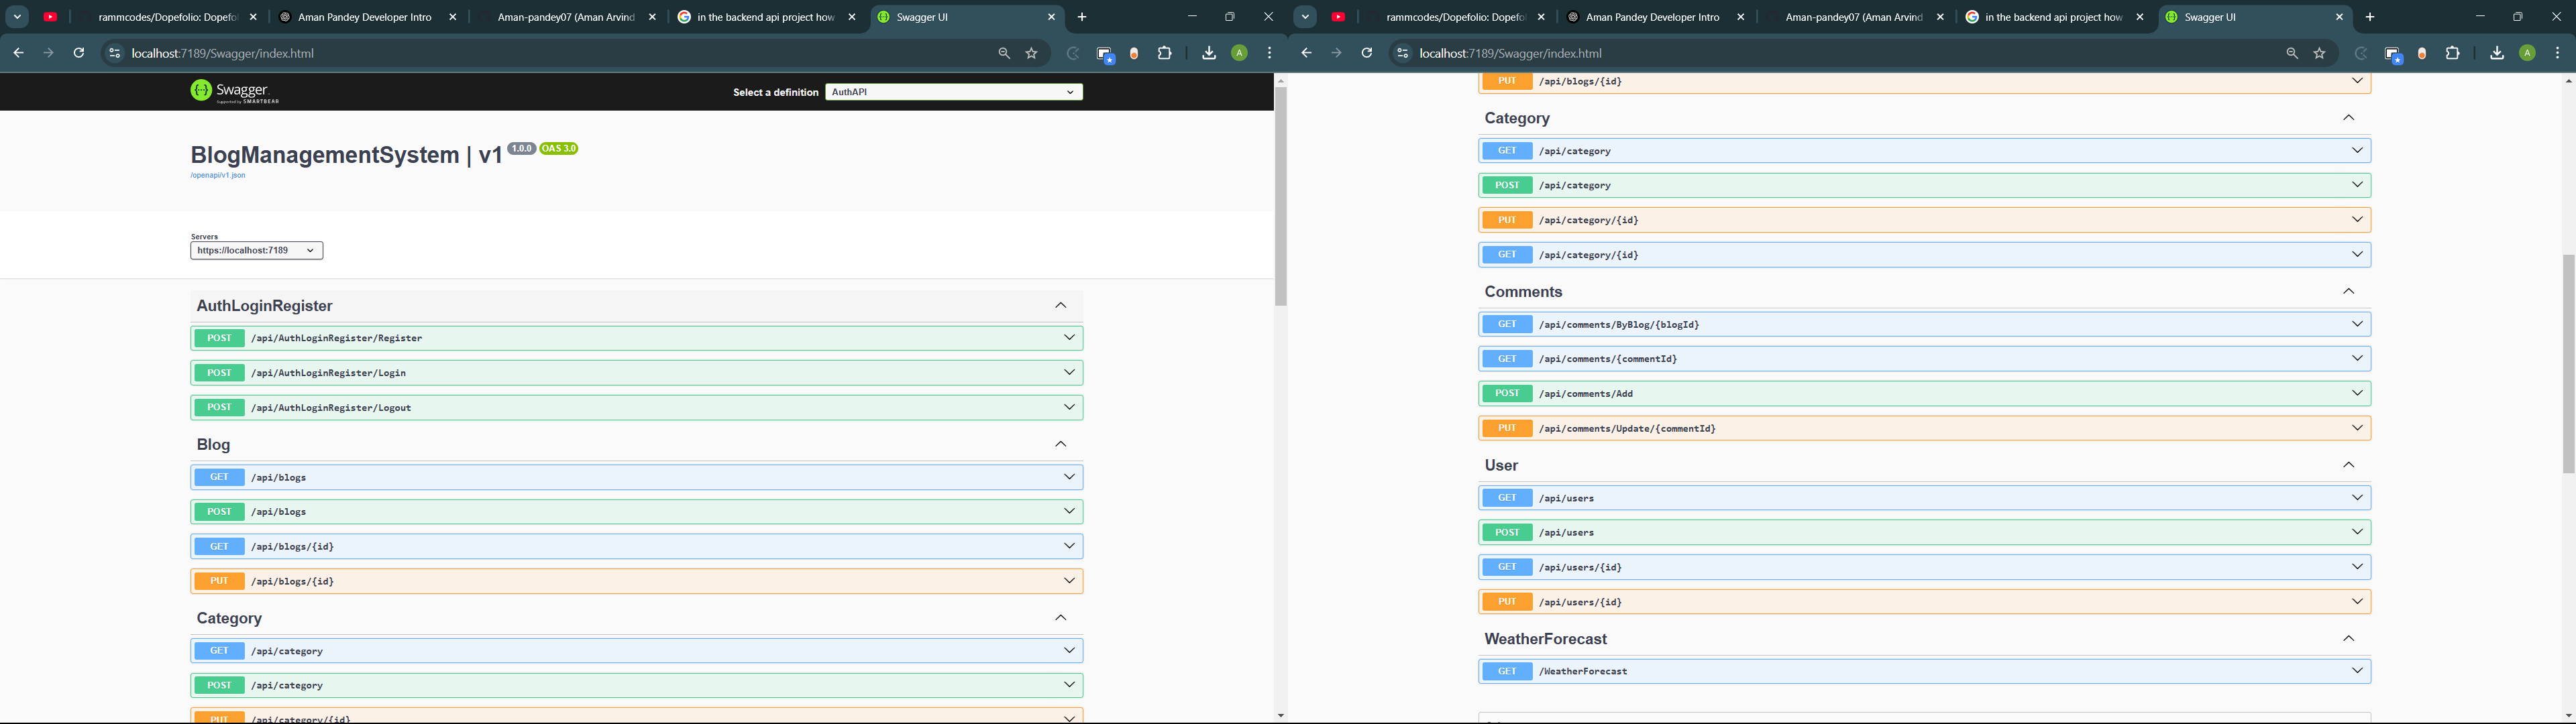 rammcodes/Dopefolio: Dopefol
Aman Pandey Developer Intro
Aman-pandey07 (Aman Arvind
in the backend api project how
Swagger UI
localhost:7189/Swagger/index.html
A
Swagger
Supported by SMARTBEAR
Select a definition
AuthAPI
BlogManagementSystem | v1
1.0.0
OAS 3.0
/openapi/v1.json
Servers
https://localhost:7189
AuthLoginRegister
POST /api/AuthLoginRegister/Register
POST /api/AuthLoginRegister/Login
POST /api/AuthLoginRegister/Logout
Blog
GET /api/blogs
POST /api/blogs
GET /api/blogs/{id}
PUT /api/blogs/{id}
Category
GET /api/category
POST /api/category
PUT /api/category/{id}
rammcodes/Dopefolio: Dopefol
Aman Pandey Developer Intro
Aman-pandey07 (Aman Arvind
in the backend api project how
Swagger UI
localhost:7189/Swagger/index.html
A
PUT /api/blogs/{id}
Category
GET /api/category
POST /api/category
PUT /api/category/{id}
GET /api/category/{id}
Comments
GET /api/comments/ByBlog/{blogId}
GET /api/comments/{commentId}
POST /api/comments/Add
PUT /api/comments/Update/{commentId}
User
GET /api/users
POST /api/users
GET /api/users/{id}
PUT /api/users/{id}
WeatherForecast
GET /WeatherForecast